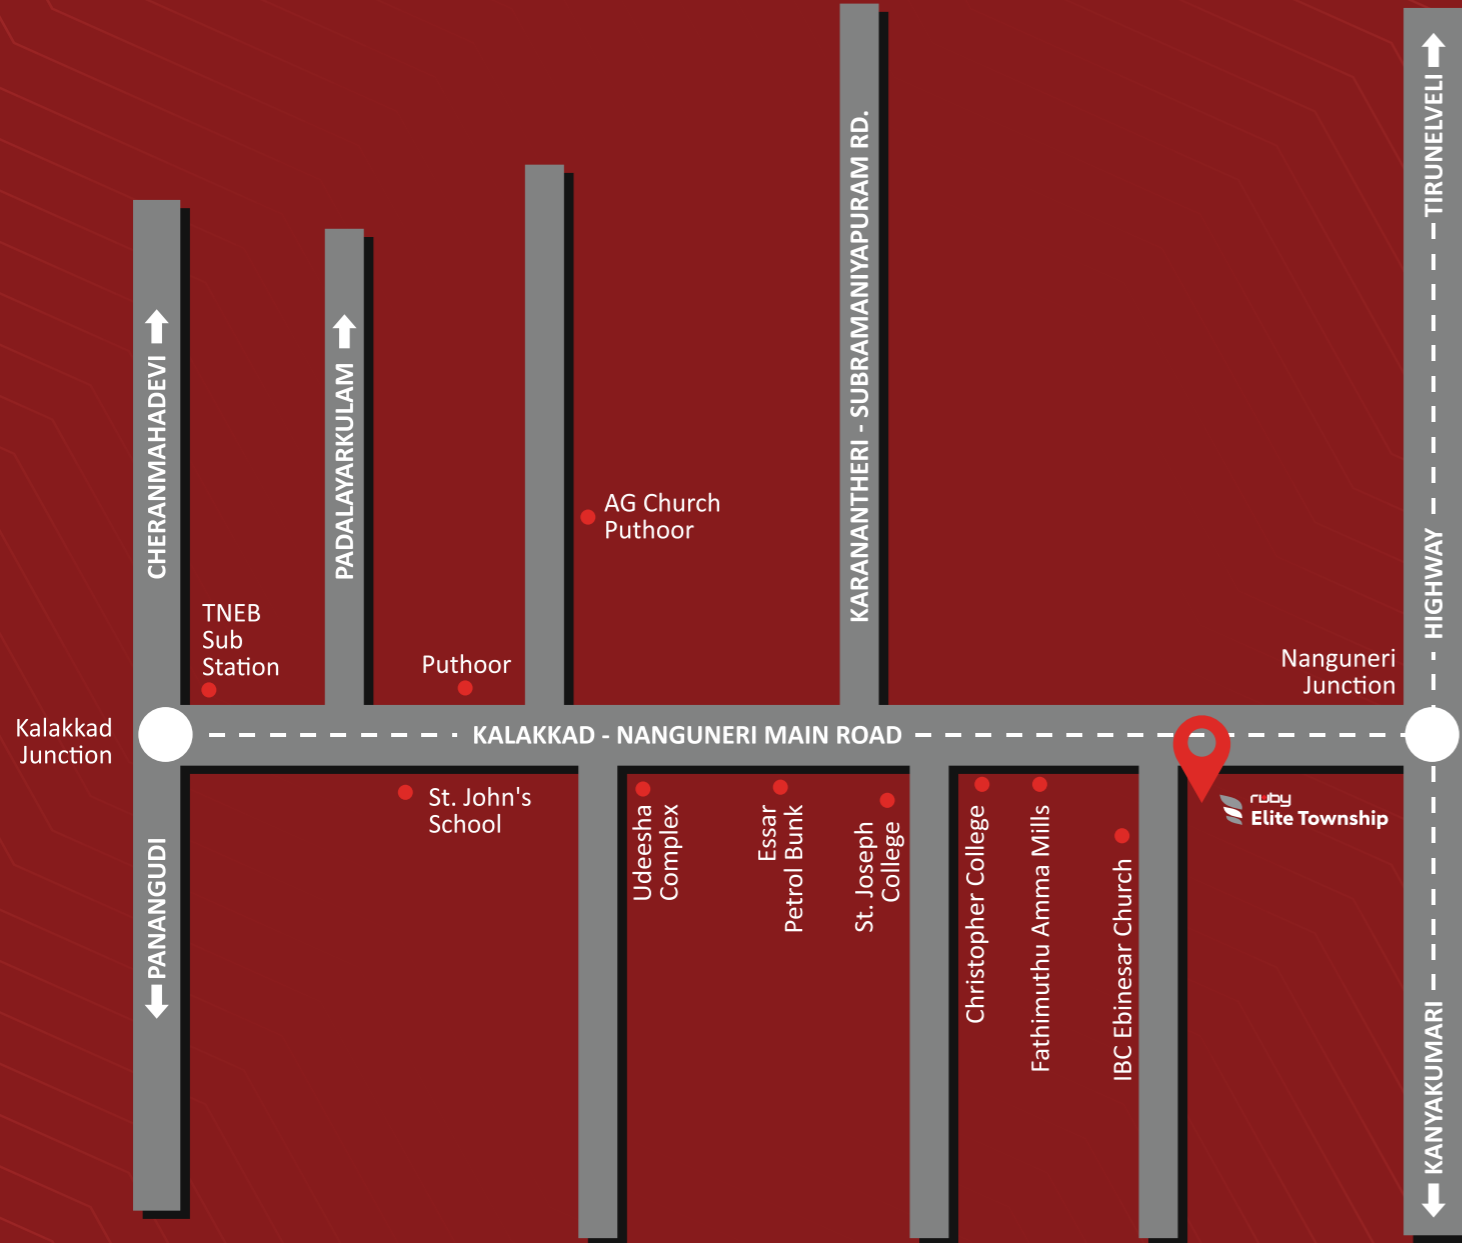 TIRUNELVELI
KARANANTHERI - SUBRAMANIYAPURAM RD.
CHERANMAHADEVI
PADALAYARKULAM
AG Church
Puthoor
HIGHWAY
TNEB
Sub
Station
Puthoor
Nanguneri
Junction
Kalakkad
Junction
KALAKKAD - NANGUNERI MAIN ROAD
St. John's
School
Udeesha
Complex
Essar
Petrol Bunk
St. Joseph
College
Christopher College
Fathimuthu Amma Mills
IBC Ebinesar Church
ruby
Elite Township
PANANGUDI
KANYAKUMARI